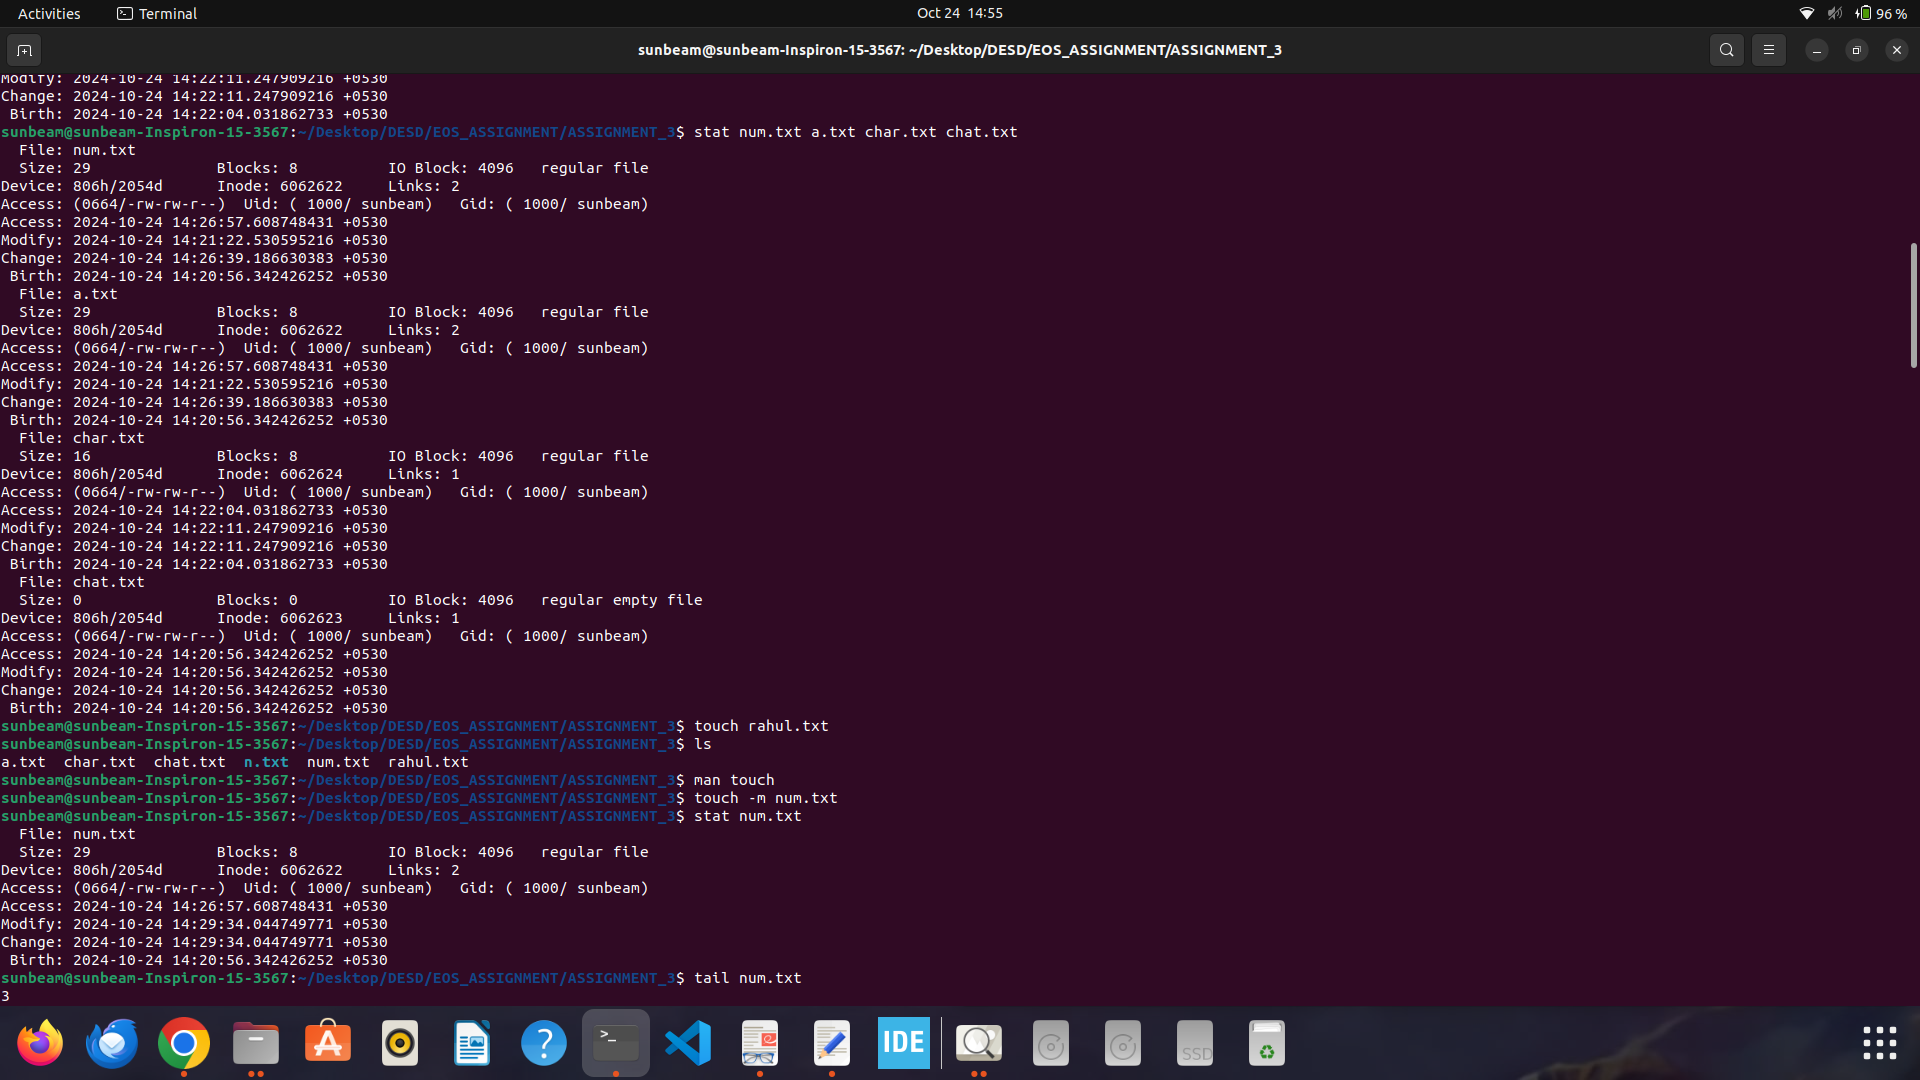 Activities Terminal Oct 24 14:55 96 %
sunbeam@sunbeam-Inspiron-15-3567: ~/Desktop/DESD/EOS_ASSIGNMENT/ASSIGNMENT_3
Modify: 2024-10-24 14:22:11.247909216 +0530
Change: 2024-10-24 14:22:11.247909216 +0530
 Birth: 2024-10-24 14:22:04.031862733 +0530
sunbeam@sunbeam-Inspiron-15-3567:~/Desktop/DESD/EOS_ASSIGNMENT/ASSIGNMENT_3$ stat num.txt a.txt char.txt chat.txt
  File: num.txt
  Size: 29              Blocks: 8          IO Block: 4096   regular file
Device: 806h/2054d      Inode: 6062622     Links: 2
Access: (0664/-rw-rw-r--)  Uid: ( 1000/ sunbeam)   Gid: ( 1000/ sunbeam)
Access: 2024-10-24 14:26:57.608748431 +0530
Modify: 2024-10-24 14:21:22.530595216 +0530
Change: 2024-10-24 14:26:39.186630383 +0530
 Birth: 2024-10-24 14:20:56.342426252 +0530
  File: a.txt
  Size: 29              Blocks: 8          IO Block: 4096   regular file
Device: 806h/2054d      Inode: 6062622     Links: 2
Access: (0664/-rw-rw-r--)  Uid: ( 1000/ sunbeam)   Gid: ( 1000/ sunbeam)
Access: 2024-10-24 14:26:57.608748431 +0530
Modify: 2024-10-24 14:21:22.530595216 +0530
Change: 2024-10-24 14:26:39.186630383 +0530
 Birth: 2024-10-24 14:20:56.342426252 +0530
  File: char.txt
  Size: 16              Blocks: 8          IO Block: 4096   regular file
Device: 806h/2054d      Inode: 6062624     Links: 1
Access: (0664/-rw-rw-r--)  Uid: ( 1000/ sunbeam)   Gid: ( 1000/ sunbeam)
Access: 2024-10-24 14:22:04.031862733 +0530
Modify: 2024-10-24 14:22:11.247909216 +0530
Change: 2024-10-24 14:22:11.247909216 +0530
 Birth: 2024-10-24 14:22:04.031862733 +0530
  File: chat.txt
  Size: 0               Blocks: 0          IO Block: 4096   regular empty file
Device: 806h/2054d      Inode: 6062623     Links: 1
Access: (0664/-rw-rw-r--)  Uid: ( 1000/ sunbeam)   Gid: ( 1000/ sunbeam)
Access: 2024-10-24 14:20:56.342426252 +0530
Modify: 2024-10-24 14:20:56.342426252 +0530
Change: 2024-10-24 14:20:56.342426252 +0530
 Birth: 2024-10-24 14:20:56.342426252 +0530
sunbeam@sunbeam-Inspiron-15-3567:~/Desktop/DESD/EOS_ASSIGNMENT/ASSIGNMENT_3$ touch rahul.txt
sunbeam@sunbeam-Inspiron-15-3567:~/Desktop/DESD/EOS_ASSIGNMENT/ASSIGNMENT_3$ ls
a.txt  char.txt  chat.txt  n.txt  num.txt  rahul.txt
sunbeam@sunbeam-Inspiron-15-3567:~/Desktop/DESD/EOS_ASSIGNMENT/ASSIGNMENT_3$ man touch
sunbeam@sunbeam-Inspiron-15-3567:~/Desktop/DESD/EOS_ASSIGNMENT/ASSIGNMENT_3$ touch -m num.txt
sunbeam@sunbeam-Inspiron-15-3567:~/Desktop/DESD/EOS_ASSIGNMENT/ASSIGNMENT_3$ stat num.txt
  File: num.txt
  Size: 29              Blocks: 8          IO Block: 4096   regular file
Device: 806h/2054d      Inode: 6062622     Links: 2
Access: (0664/-rw-rw-r--)  Uid: ( 1000/ sunbeam)   Gid: ( 1000/ sunbeam)
Access: 2024-10-24 14:26:57.608748431 +0530
Modify: 2024-10-24 14:29:34.044749771 +0530
Change: 2024-10-24 14:29:34.044749771 +0530
 Birth: 2024-10-24 14:20:56.342426252 +0530
sunbeam@sunbeam-Inspiron-15-3567:~/Desktop/DESD/EOS_ASSIGNMENT/ASSIGNMENT_3$ tail num.txt
3
IDE SSD